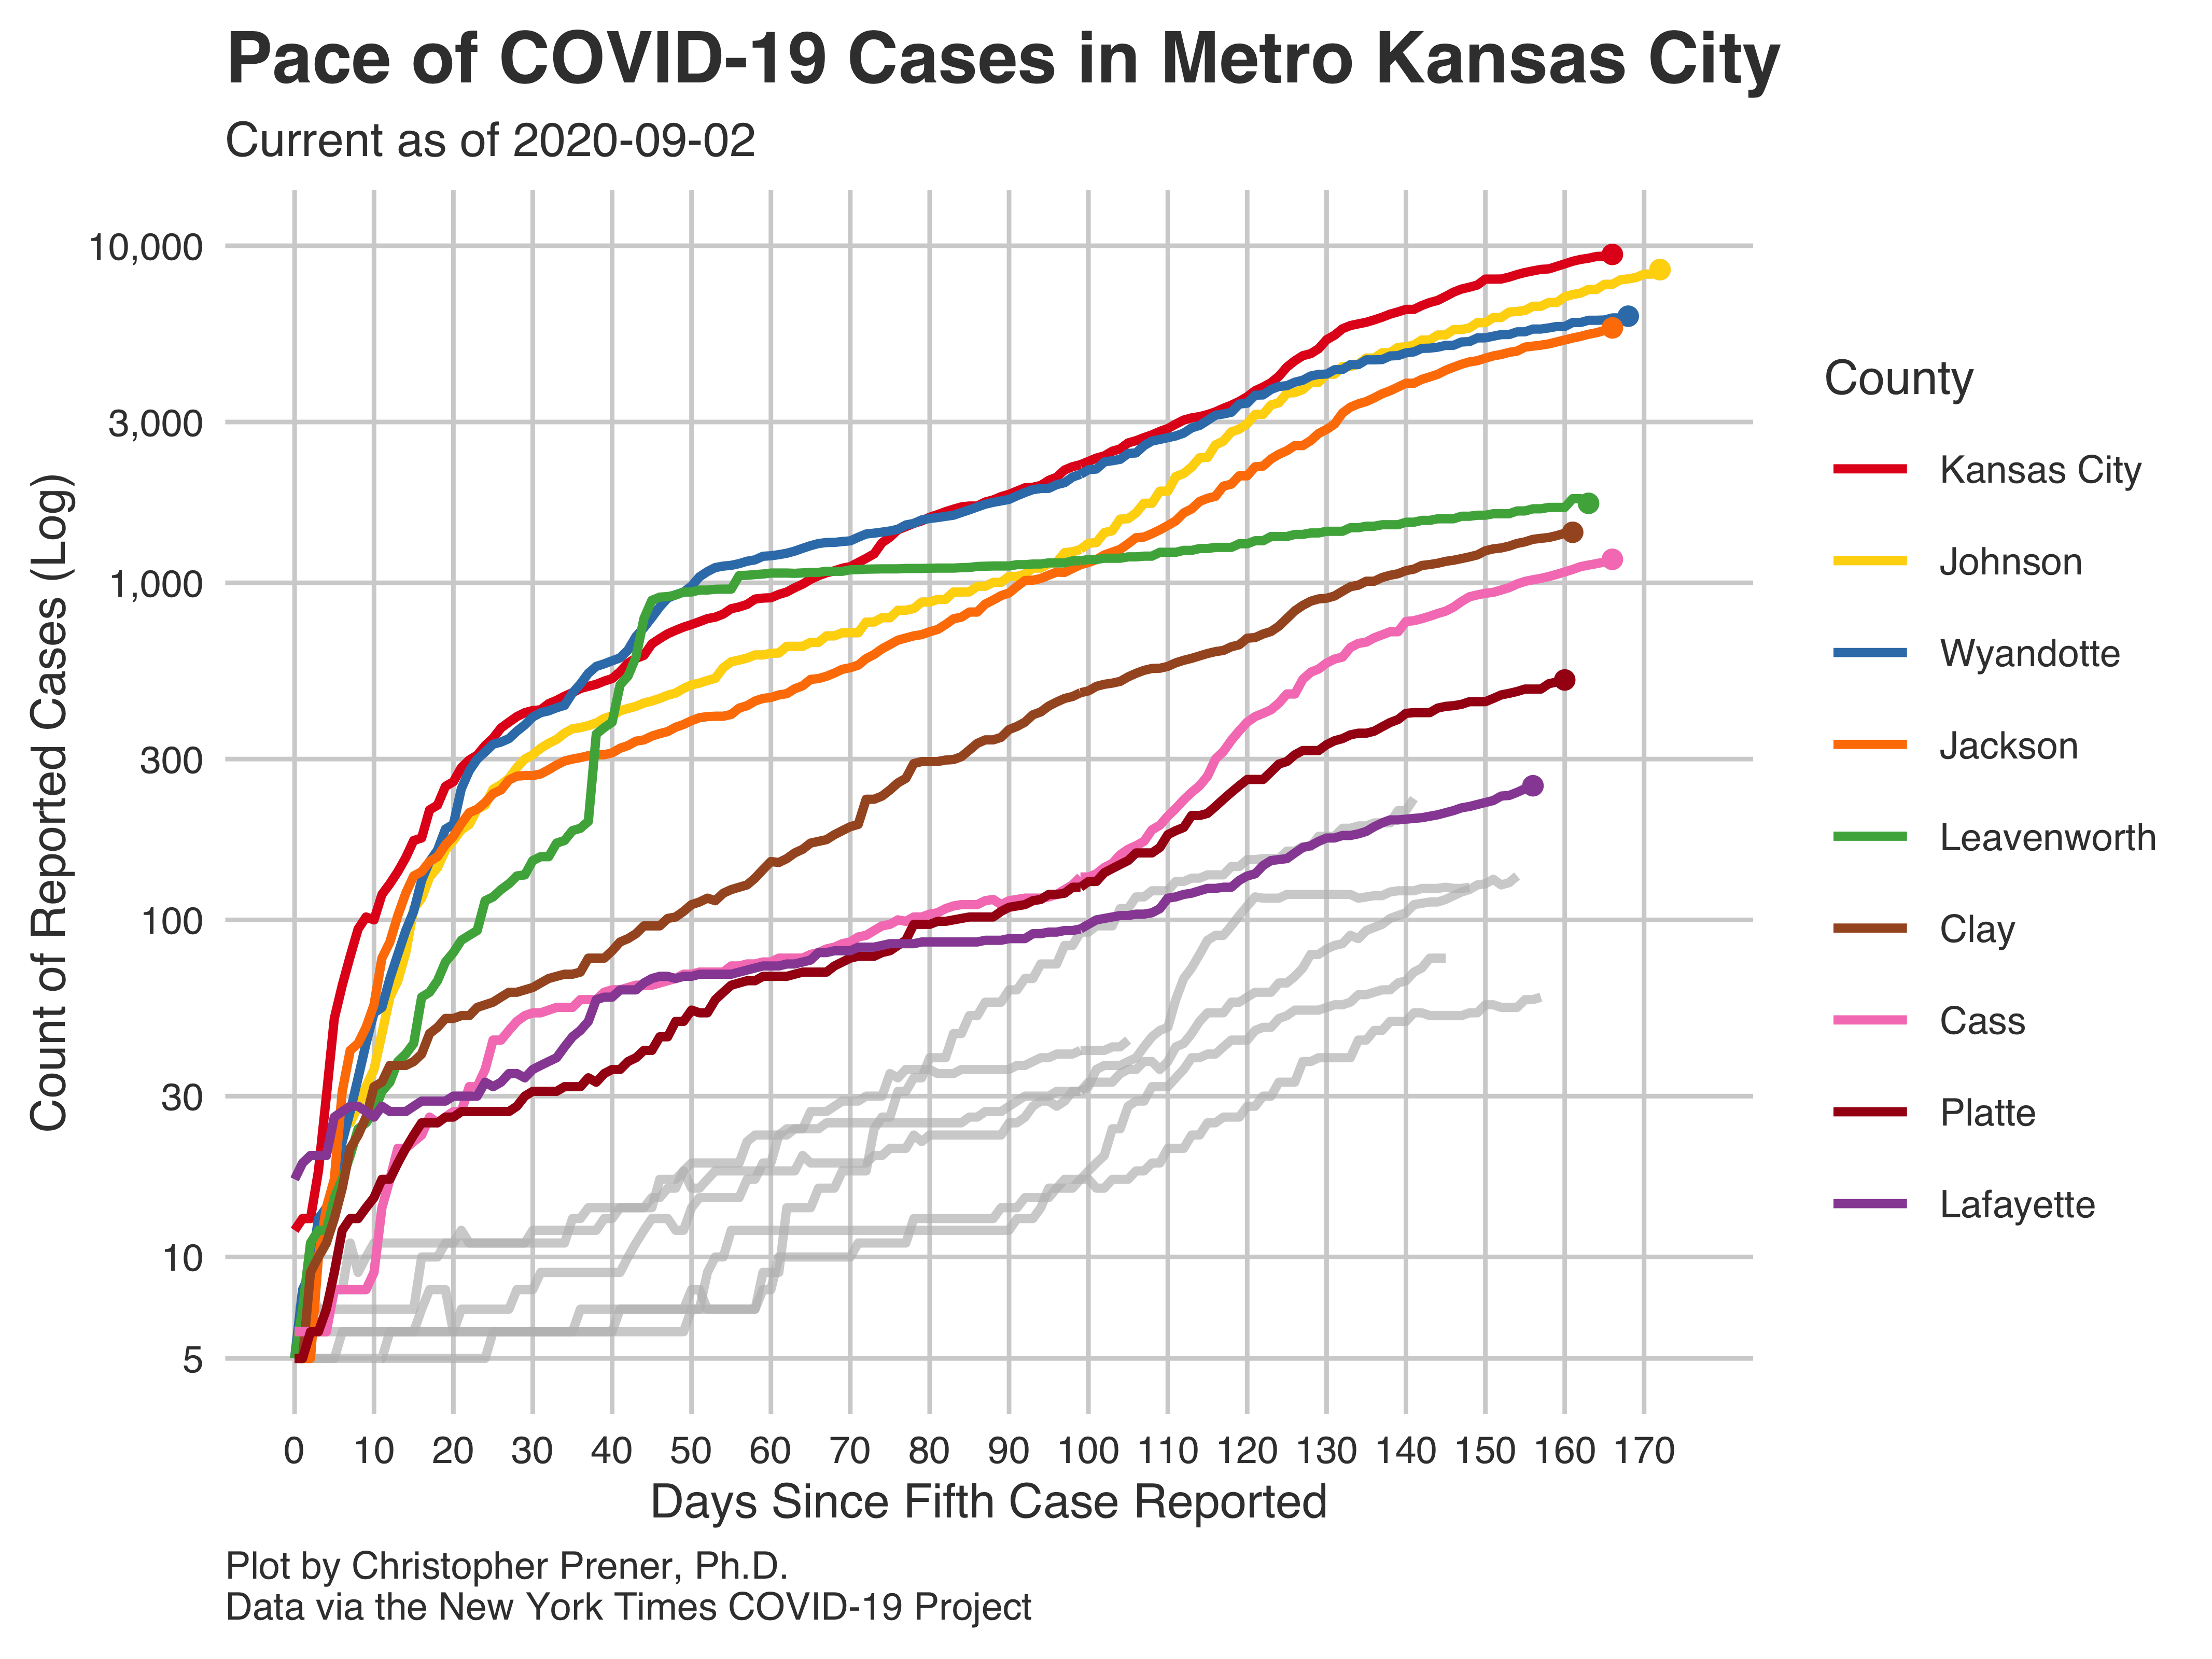 Pace of COVID-19 Cases in Metro Kansas City
Current as of 2020-09-02
Count of Reported Cases (Log)
10,000
3,000
1,000
300
100
30
10
5
0 10 20 30 40 50 60 70 80 90 100 110 120 130 140 150 160 170
Days Since Fifth Case Reported
County
Kansas City
Johnson
Wyandotte
Jackson
Leavenworth
Clay
Cass
Platte
Lafayette
Plot by Christopher Prener, Ph.D.
Data via the New York Times COVID-19 Project